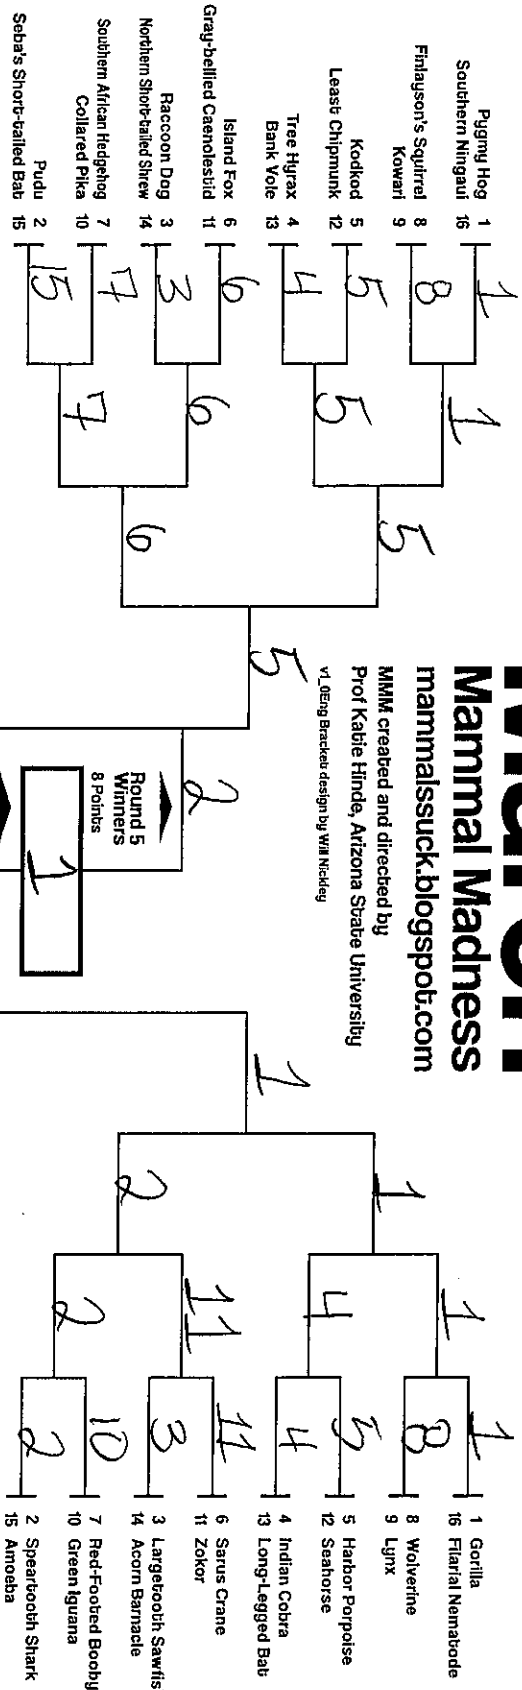 March
Mammal Madness
mammalssuck.blogspot.com
MMM created and directed by
Prof Katie Hinde, Arizona State University
v1_0Eng Bracket design by Will Nickley
Pygmy Hog 1
Southern Ningaui 16
Finlayson's Squirrel 8
Kowari 9
Kodkod 5
Least Chipmunk 12
Tree Hyrax 4
Bank Vole 13
Island Fox 6
Gray-bellied Caenolestid 11
Raccoon Dog 3
Northern Short-tailed Shrew 14
Southern African Hedgehog 7
Collared Pika 10
Pudu 2
Seba's Short-tailed Bat 15
1
8
5
4
6
3
7
15
1
5
6
7
5
6
5
2
Round 5
Winners
8 Points
1
1
1
2
1
4
11
2
1
8
5
4
11
3
10
2
1 Gorilla
16 Filarial Nematode
8 Wolverine
9 Lynx
5 Harbor Porpoise
12 Seahorse
4 Indian Cobra
13 Long-Legged Bat
6 Sarus Crane
11 Zokor
3 Largetooth Sawfis
14 Acorn Barnacle
7 Red-Footed Booby
10 Green Iguana
2 Speartooth Shark
15 Amoeba